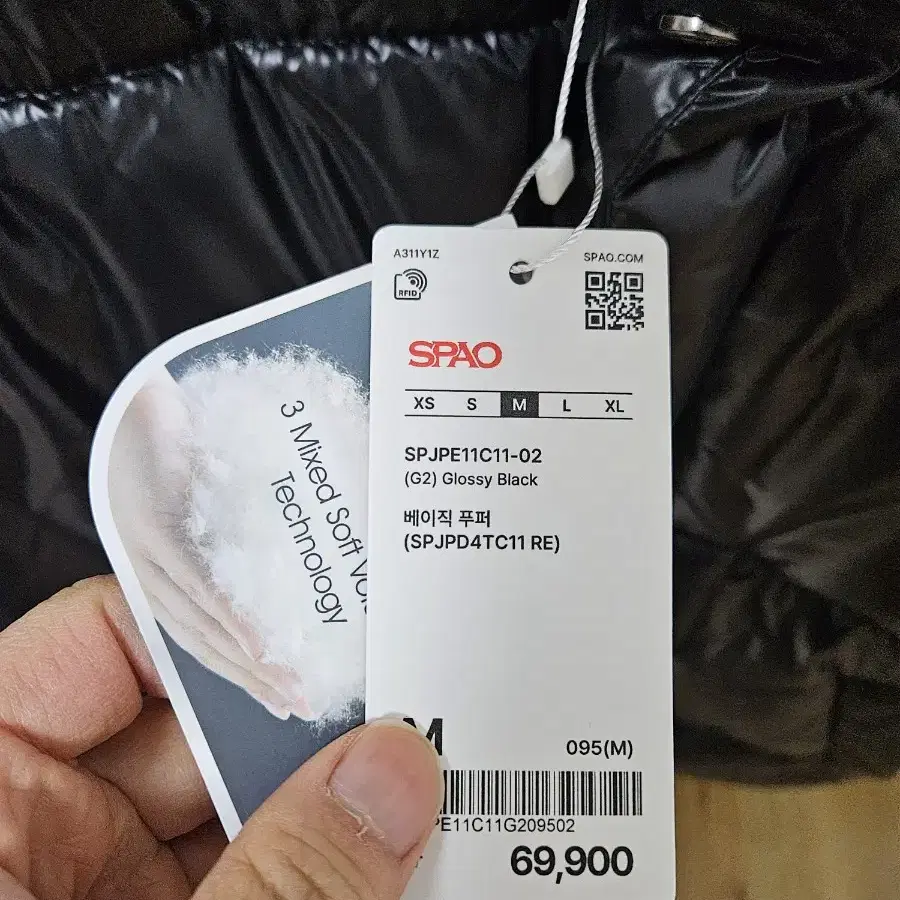 A311Y1Z
SPAO.COM
RFID
SPAO
XS S M L XL
SPJPE11C11-02
(G2) Glossy Black
베이직 푸퍼
(SPJPD4TC11 RE)
M
095(M)
PE11C11G209502
69,900
3 Mixed Soft
Technology